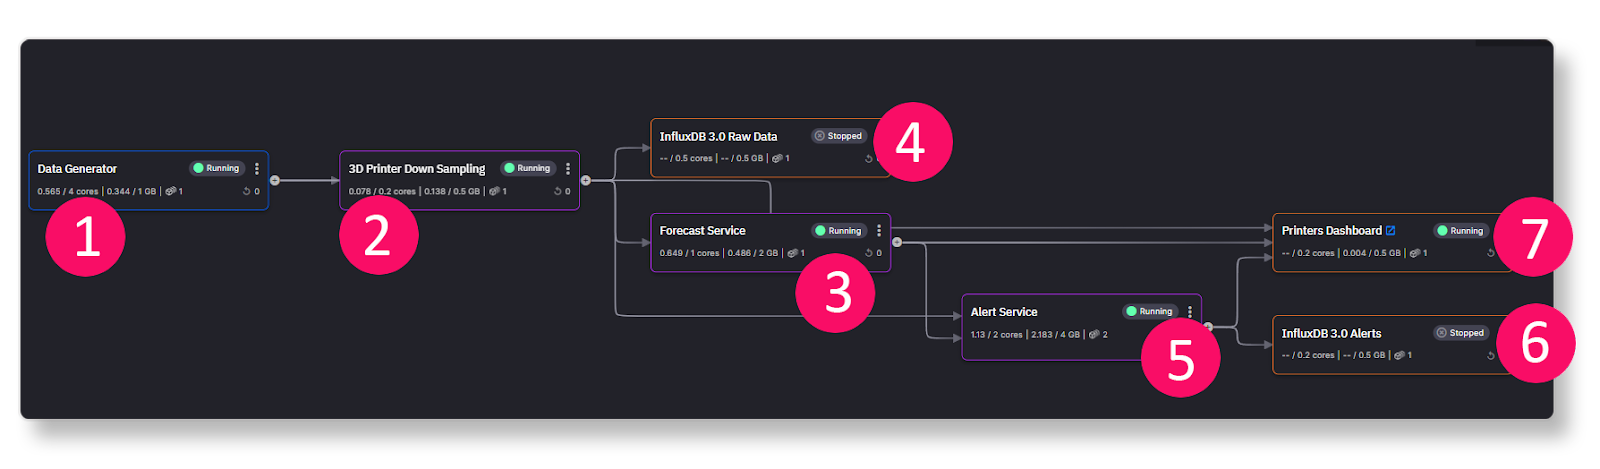 InfluxDB 3.0 Raw Data Stopped
-- / 0.5 cores | -- / 0.5 GB | 1
4
Data Generator Running
0.565 / 4 cores | 0.344 / 1 GB | 1 0
1
3D Printer Down Sampling Running
0.078 / 0.2 cores | 0.138 / 0.5 GB | 1 0
2
Forecast Service Running
0.649 / 1 cores | 0.486 / 2 GB | 1 0
3
Printers Dashboard Running
-- / 0.2 cores | 0.004 / 0.5 GB | 1
7
Alert Service Running
1.13 / 2 cores | 2.183 / 4 GB | 2
5
InfluxDB 3.0 Alerts Stopped
-- / 0.2 cores | -- / 0.5 GB | 1
6